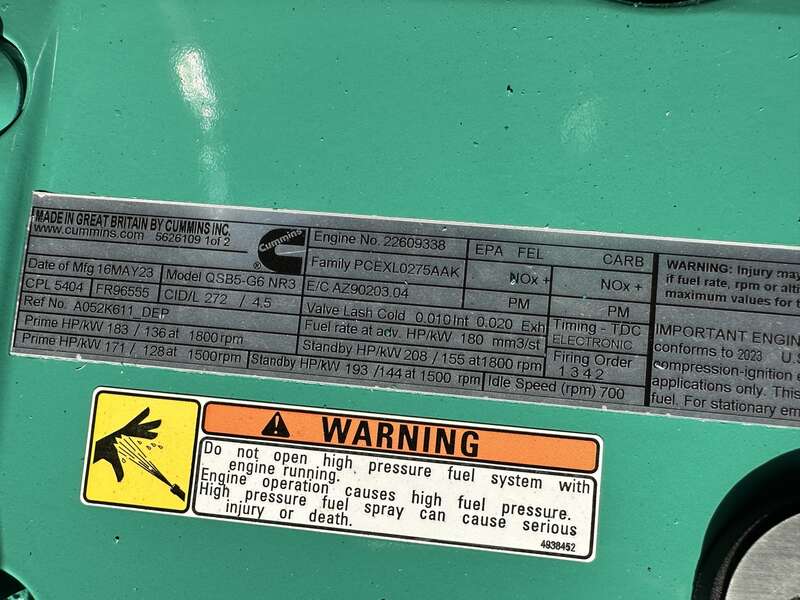 MADE IN GREAT BRITAIN BY CUMMINS INC.
www.cummins.com 5626109 1of 2
Cummins
®
Date of Mfg 16MAY23 Model QSB5-G6 NR3
CPL 5404 FR96555 CID/L 272 / 4.5
Ref No. A052K611_DEP
Prime HP/kW 183 / 136 at 1800 rpm
Prime HP/kW 171 / 128 at 1500rpm
Engine No. 22609338
Family PCEXL0275AAK
E/C AZ90203.04
Valve Lash Cold 0.010 Int 0.020 Exh
Fuel rate at adv. HP/kW 180 mm3/st
Standby HP/kW 208 / 155 at 1800 rpm
Standby HP/kW 193 /144 at 1500 rpm
Idle Speed (rpm) 700
EPA FEL CARB
NOx + NOx +
PM PM
Timing - TDC
ELECTRONIC
Firing Order
1 3 4 2
WARNING: Injury may
if fuel rate, rpm or alti
maximum values for t
IMPORTANT ENGIN
conforms to 2023 U.S
compression-ignition e
applications only. This
fuel. For stationary em
WARNING
Do not open high pressure fuel system with
engine running.
Engine operation causes high fuel pressure.
High pressure fuel spray can cause serious
injury or death.
4938452